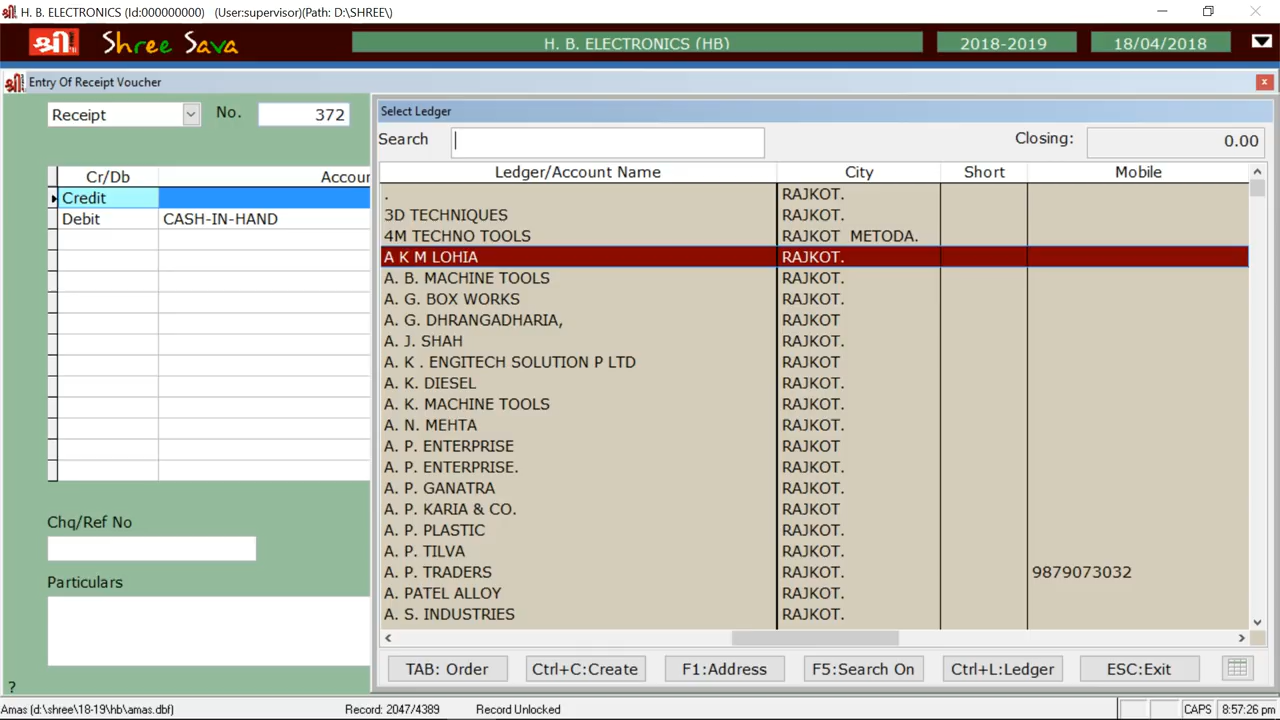 H. B. ELECTRONICS (Id:000000000) (User:supervisor)(Path: D:\SHREE\)
श्री Shree Sava H. B. ELECTRONICS (HB) 2018-2019 18/04/2018
श्री Entry Of Receipt Voucher
Receipt No. 372
Cr/Db Accou
Credit
Debit CASH-IN-HAND
Chq/Ref No
Particulars
Select Ledger
Search Closing: 0.00
Ledger/Account Name City Short Mobile
. RAJKOT.
3D TECHNIQUES RAJKOT.
4M TECHNO TOOLS RAJKOT METODA.
A K M LOHIA RAJKOT.
A. B. MACHINE TOOLS RAJKOT.
A. G. BOX WORKS RAJKOT.
A. G. DHRANGADHARIA, RAJKOT
A. J. SHAH RAJKOT.
A. K . ENGITECH SOLUTION P LTD RAJKOT
A. K. DIESEL RAJKOT.
A. K. MACHINE TOOLS RAJKOT.
A. N. MEHTA RAJKOT.
A. P. ENTERPRISE RAJKOT
A. P. ENTERPRISE. RAJKOT.
A. P. GANATRA RAJKOT.
A. P. KARIA & CO. RAJKOT
A. P. PLASTIC RAJKOT.
A. P. TILVA RAJKOT.
A. P. TRADERS RAJKOT. 9879073032
A. PATEL ALLOY RAJKOT.
A. S. INDUSTRIES RAJKOT.
TAB: Order Ctrl+C:Create F1:Address F5:Search On Ctrl+L:Ledger ESC:Exit
?
Amas (d:\shree\18-19\hb\amas.dbf) Record: 2047/4389 Record Unlocked CAPS 8:57:26 pm